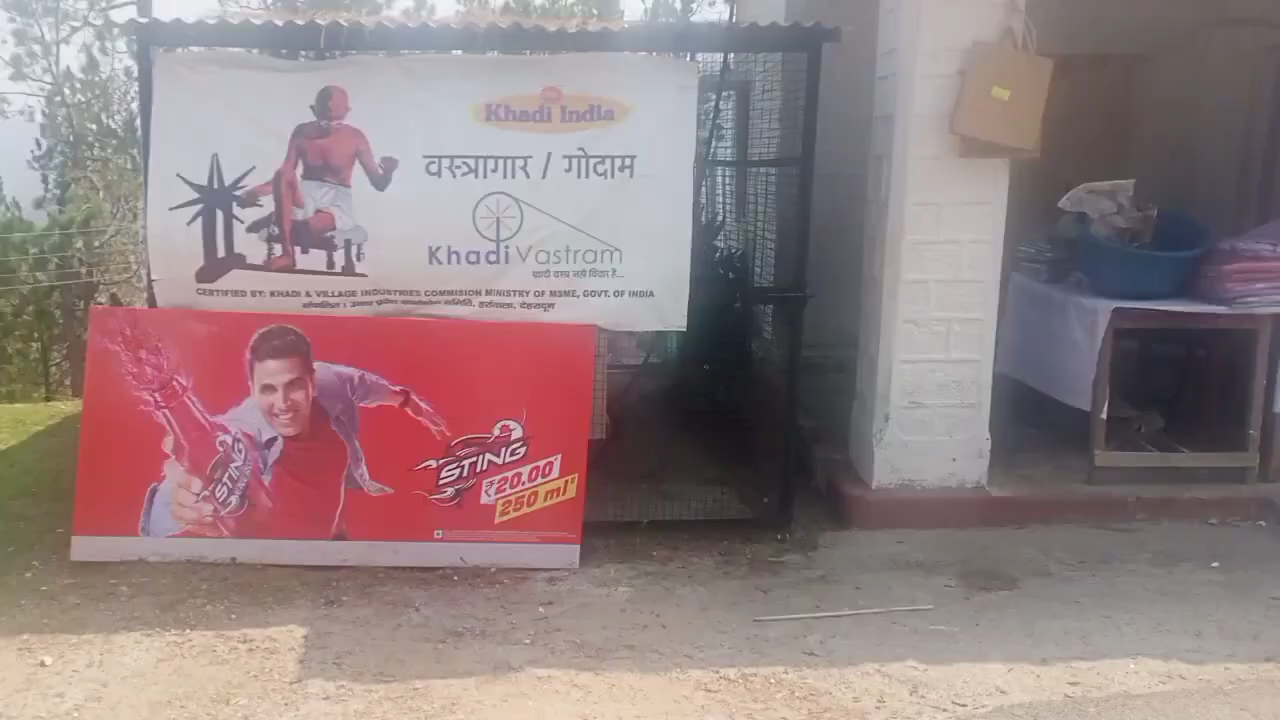 Khadi India
वस्त्रागार / गोदाम
Khadi Vastram
खादी वस्त्र नहीं विचार है...
CERTIFIED BY: KHADI & VILLAGE INDUSTRIES COMMISION MINISTRY OF MSME, GOVT. OF INDIA
STING
STING
₹20.00*
250 ml*